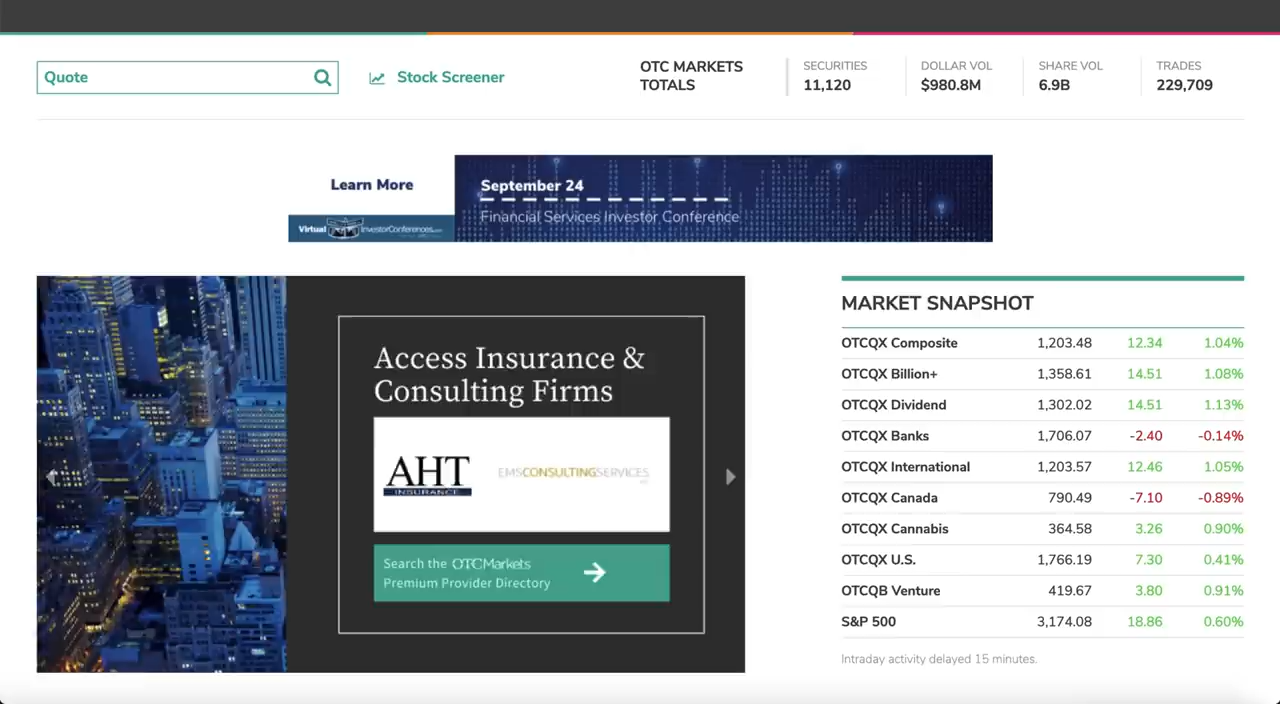 Quote
Stock Screener
OTC MARKETS
TOTALS
SECURITIES
11,120
DOLLAR VOL
$980.8M
SHARE VOL
6.9B
TRADES
229,709
Learn More
Virtual InvestorConferences.com
September 24
Financial Services Investor Conference
Access Insurance &
Consulting Firms
AHT
INSURANCE
EMSCONSULTINGSERVICES
Search the OTCMarkets
Premium Provider Directory
MARKET SNAPSHOT
OTCQX Composite 1,203.48 12.34 1.04%
OTCQX Billion+ 1,358.61 14.51 1.08%
OTCQX Dividend 1,302.02 14.51 1.13%
OTCQX Banks 1,706.07 -2.40 -0.14%
OTCQX International 1,203.57 12.46 1.05%
OTCQX Canada 790.49 -7.10 -0.89%
OTCQX Cannabis 364.58 3.26 0.90%
OTCQX U.S. 1,766.19 7.30 0.41%
OTCQB Venture 419.67 3.80 0.91%
S&P 500 3,174.08 18.86 0.60%
Intraday activity delayed 15 minutes.